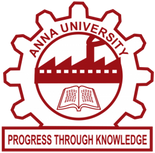 ANNA UNIVERSITY
PROGRESS THROUGH KNOWLEDGE